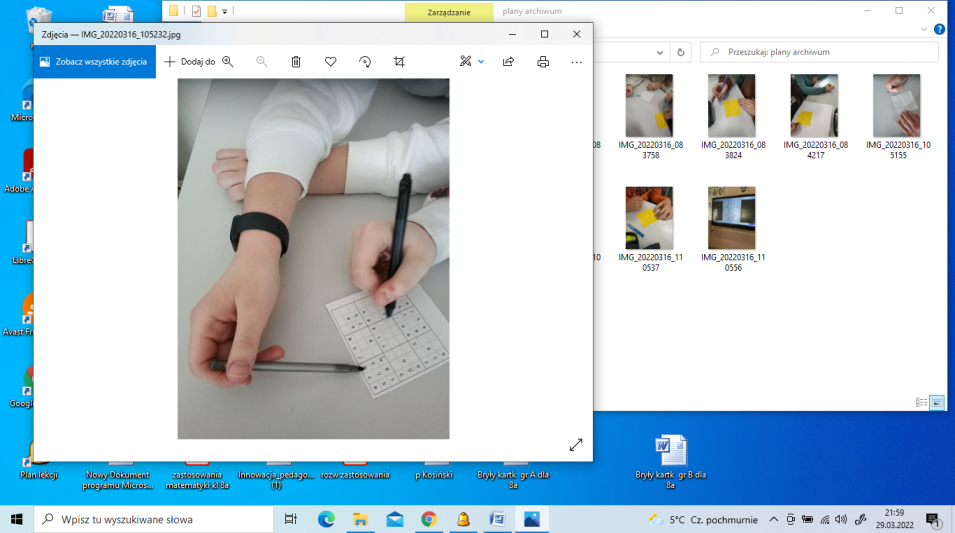 Zarządzanie
plany archiwum
Zdjęcia — IMG_20220316_105232.jpg
Zobacz wszystkie zdjęcia
Dodaj do
Przeszukaj: plany archiwum
IMG_20220316_083758
IMG_20220316_083824
IMG_20220316_084217
IMG_20220316_105155
IMG_20220316_110537
IMG_20220316_110556
Plan lekcji
Nowy Dokument programu Micros...
zastosowania matematyki kl 8a
Innowacja_pedago... (1)
rozw zastosowania
p Kosiński
Bryły kartk gr A dla 8a
Bryły kartk gr B dla 8a
Wpisz tu wyszukiwane słowa
5°C Cz. pochmurnie
21:59
29.03.2022
1